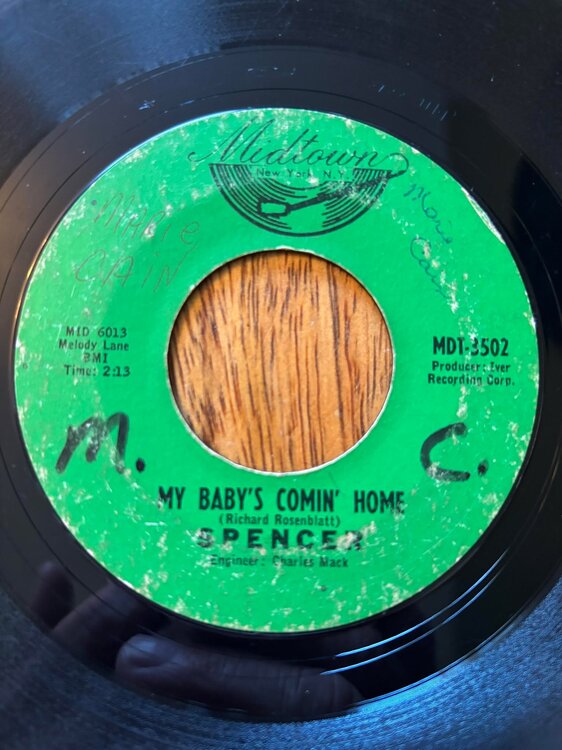 Midtown
New York, N.Y.
MARIE
CAIN
Marie
Cain
MID 6013
Melody Lane
BMI
Time: 2:13
MDT-3502
Producer: Ever
Recording Corp.
M.
C.
MY BABY'S COMIN' HOME
(Richard Rosenblatt)
SPENCER
Engineer: Charles Mack